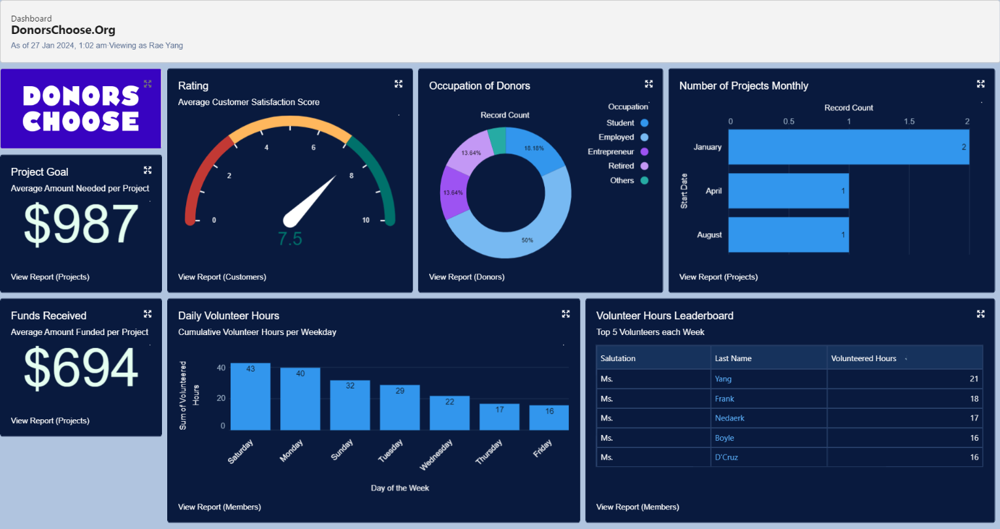 Dashboard
DonorsChoose.Org
As of 27 Jan 2024, 1:02 am·Viewing as Rae Yang
DONORS
CHOOSE
Project Goal
Average Amount Needed per Project
$987
View Report (Projects)
Rating
Average Customer Satisfaction Score
0
2
4
6
8
10
7.5
View Report (Customers)
Occupation of Donors
Record Count
18.18%
50%
13.64%
13.64%
Occupation
Student
Employed
Entrepreneur
Retired
Others
View Report (Donors)
Number of Projects Monthly
Record Count
0 0.5 1 1.5 2
Start Date
January 2
April 1
August 1
View Report (Projects)
Funds Received
Average Amount Funded per Project
$694
View Report (Projects)
Daily Volunteer Hours
Cumulative Volunteer Hours per Weekday
Sum of Volunteered
Hours
40
20
0
43 40 32 29 22 17 16
Saturday Monday Sunday Tuesday Wednesday Thursday Friday
Day of the Week
View Report (Members)
Volunteer Hours Leaderboard
Top 5 Volunteers each Week
Salutation Last Name Volunteered Hours
Ms. Yang 21
Ms. Frank 18
Ms. Nedaerk 17
Ms. Boyle 16
Ms. D'Cruz 16
View Report (Members)